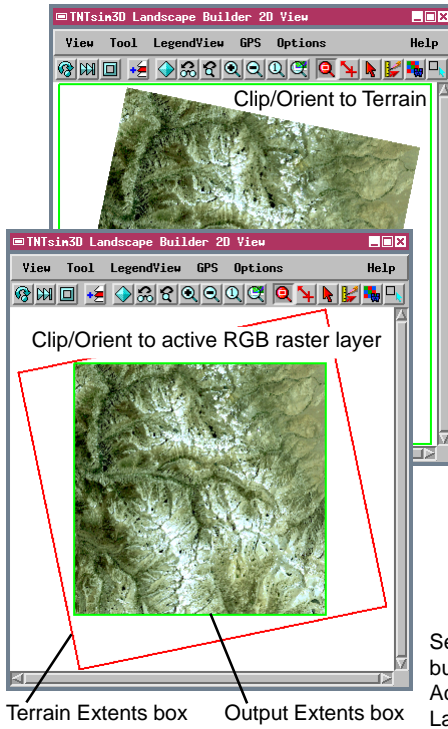 TNTsim3D Landscape Builder 2D View
View Tool LegendView GPS Options Help
Clip/Orient to Terrain
TNTsim3D Landscape Builder 2D View
View Tool LegendView GPS Options Help
Clip/Orient to active RGB raster layer
Terrain Extents box
Output Extents box
Se
bu
Ac
La